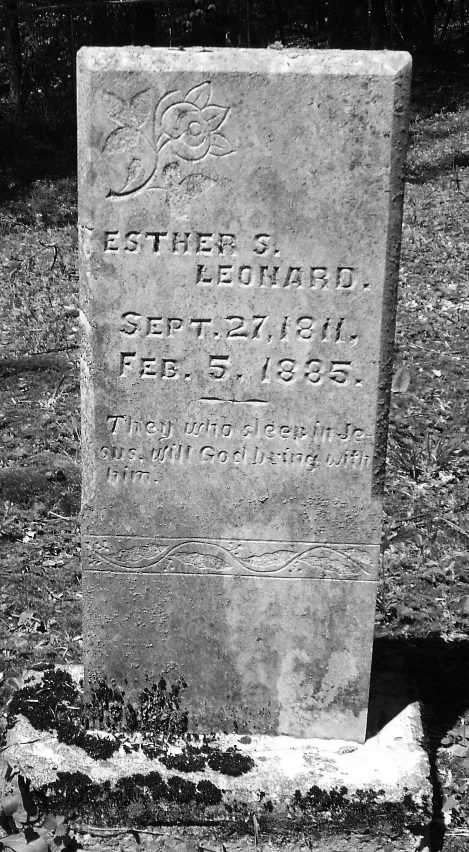 ESTHER S.
LEONARD.
SEPT. 27, 1811,
FEB. 5. 1885.
They who sleep in Je-
sus. will God bring with
him.